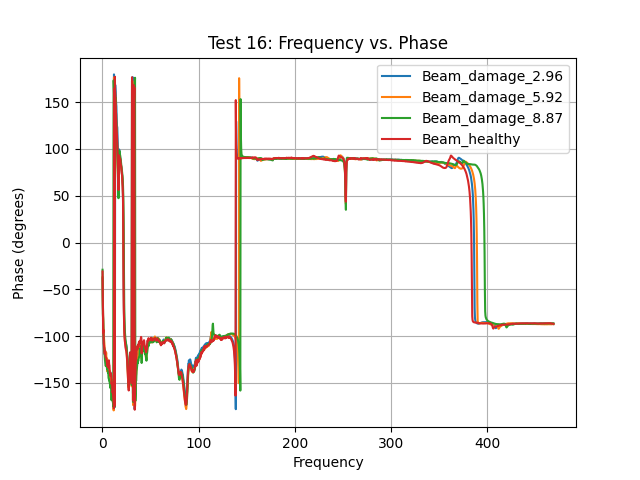 Test 16: Frequency vs. Phase
Beam_damage_2.96
Beam_damage_5.92
Beam_damage_8.87
Beam_healthy
150
100
50
0
−50
−100
−150
Phase (degrees)
0
100
200
300
400
Frequency